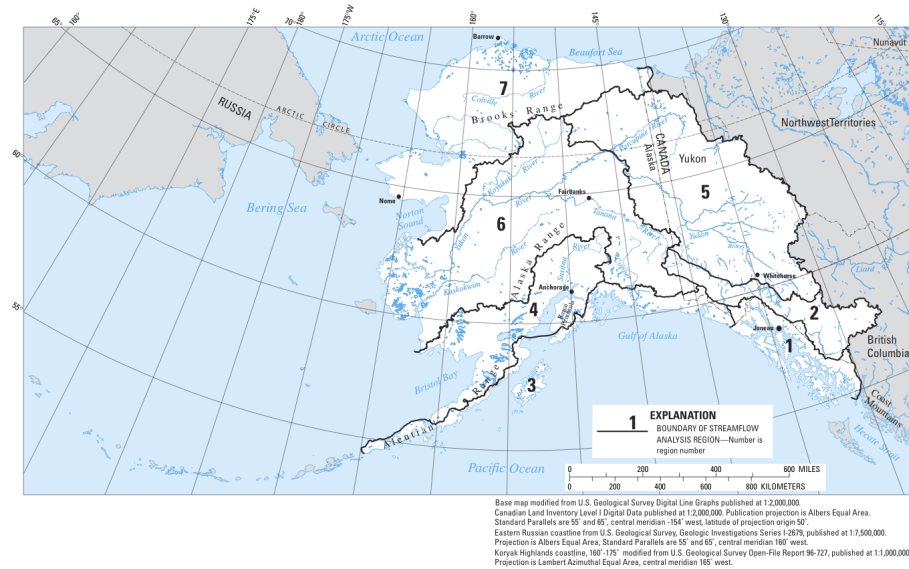 65°
180°
175°E
70°
180°
175°W
160°
145°
130°
115°
Arctic Ocean
Barrow
Beaufort Sea
Nunavut
7
Colville
River
Brooks Range
RUSSIA
ARCTIC CIRCLE
Northwest Territories
CANADA
Alaska
Yukon
60°
River
Koyukuk
Fairbanks
5
Nome
Norton
Sound
Bering Sea
6
River
Tanana
River
Yukon
River
Yukon
River
Alaska Range
River
Susitna
Liard
River
Kuskokwim
Whitehorse
Anchorage
55°
4
2
Juneau
1
Gulf of Alaska
British
Columbia
Bristol Bay
3
Coast
Mountains
Aleutian Range
Hecate Strait
Pacific Ocean
EXPLANATION
1
BOUNDARY OF STREAMFLOW
ANALYSIS REGION—Number is
region number
0 200 400 600 MILES
0 200 400 600 800 KILOMETERS
Base map modified from U.S. Geological Survey Digital Line Graphs published at 1:2,000,000.
Canadian Land Inventory Level I Digital Data published at 1:2,000,000. Publication projection is Albers Equal Area.
Standard Parallels are 55° and 65°, central meridian -154° west, latitude of projection origin 50°.
Eastern Russian coastline from U.S. Geological Survey, Geologic Investigations Series I-2679, published at 1:7,500,000.
Projection is Albers Equal Area, Standard Parallels are 55° and 65°, central meridian 160° west.
Koryak Highlands coastline, 160°-175° modified from U.S. Geological Survey Open-File Report 96-727, published at 1:1,000,000
Projection is Lambert Azimuthal Equal Area, central meridian 165° west.